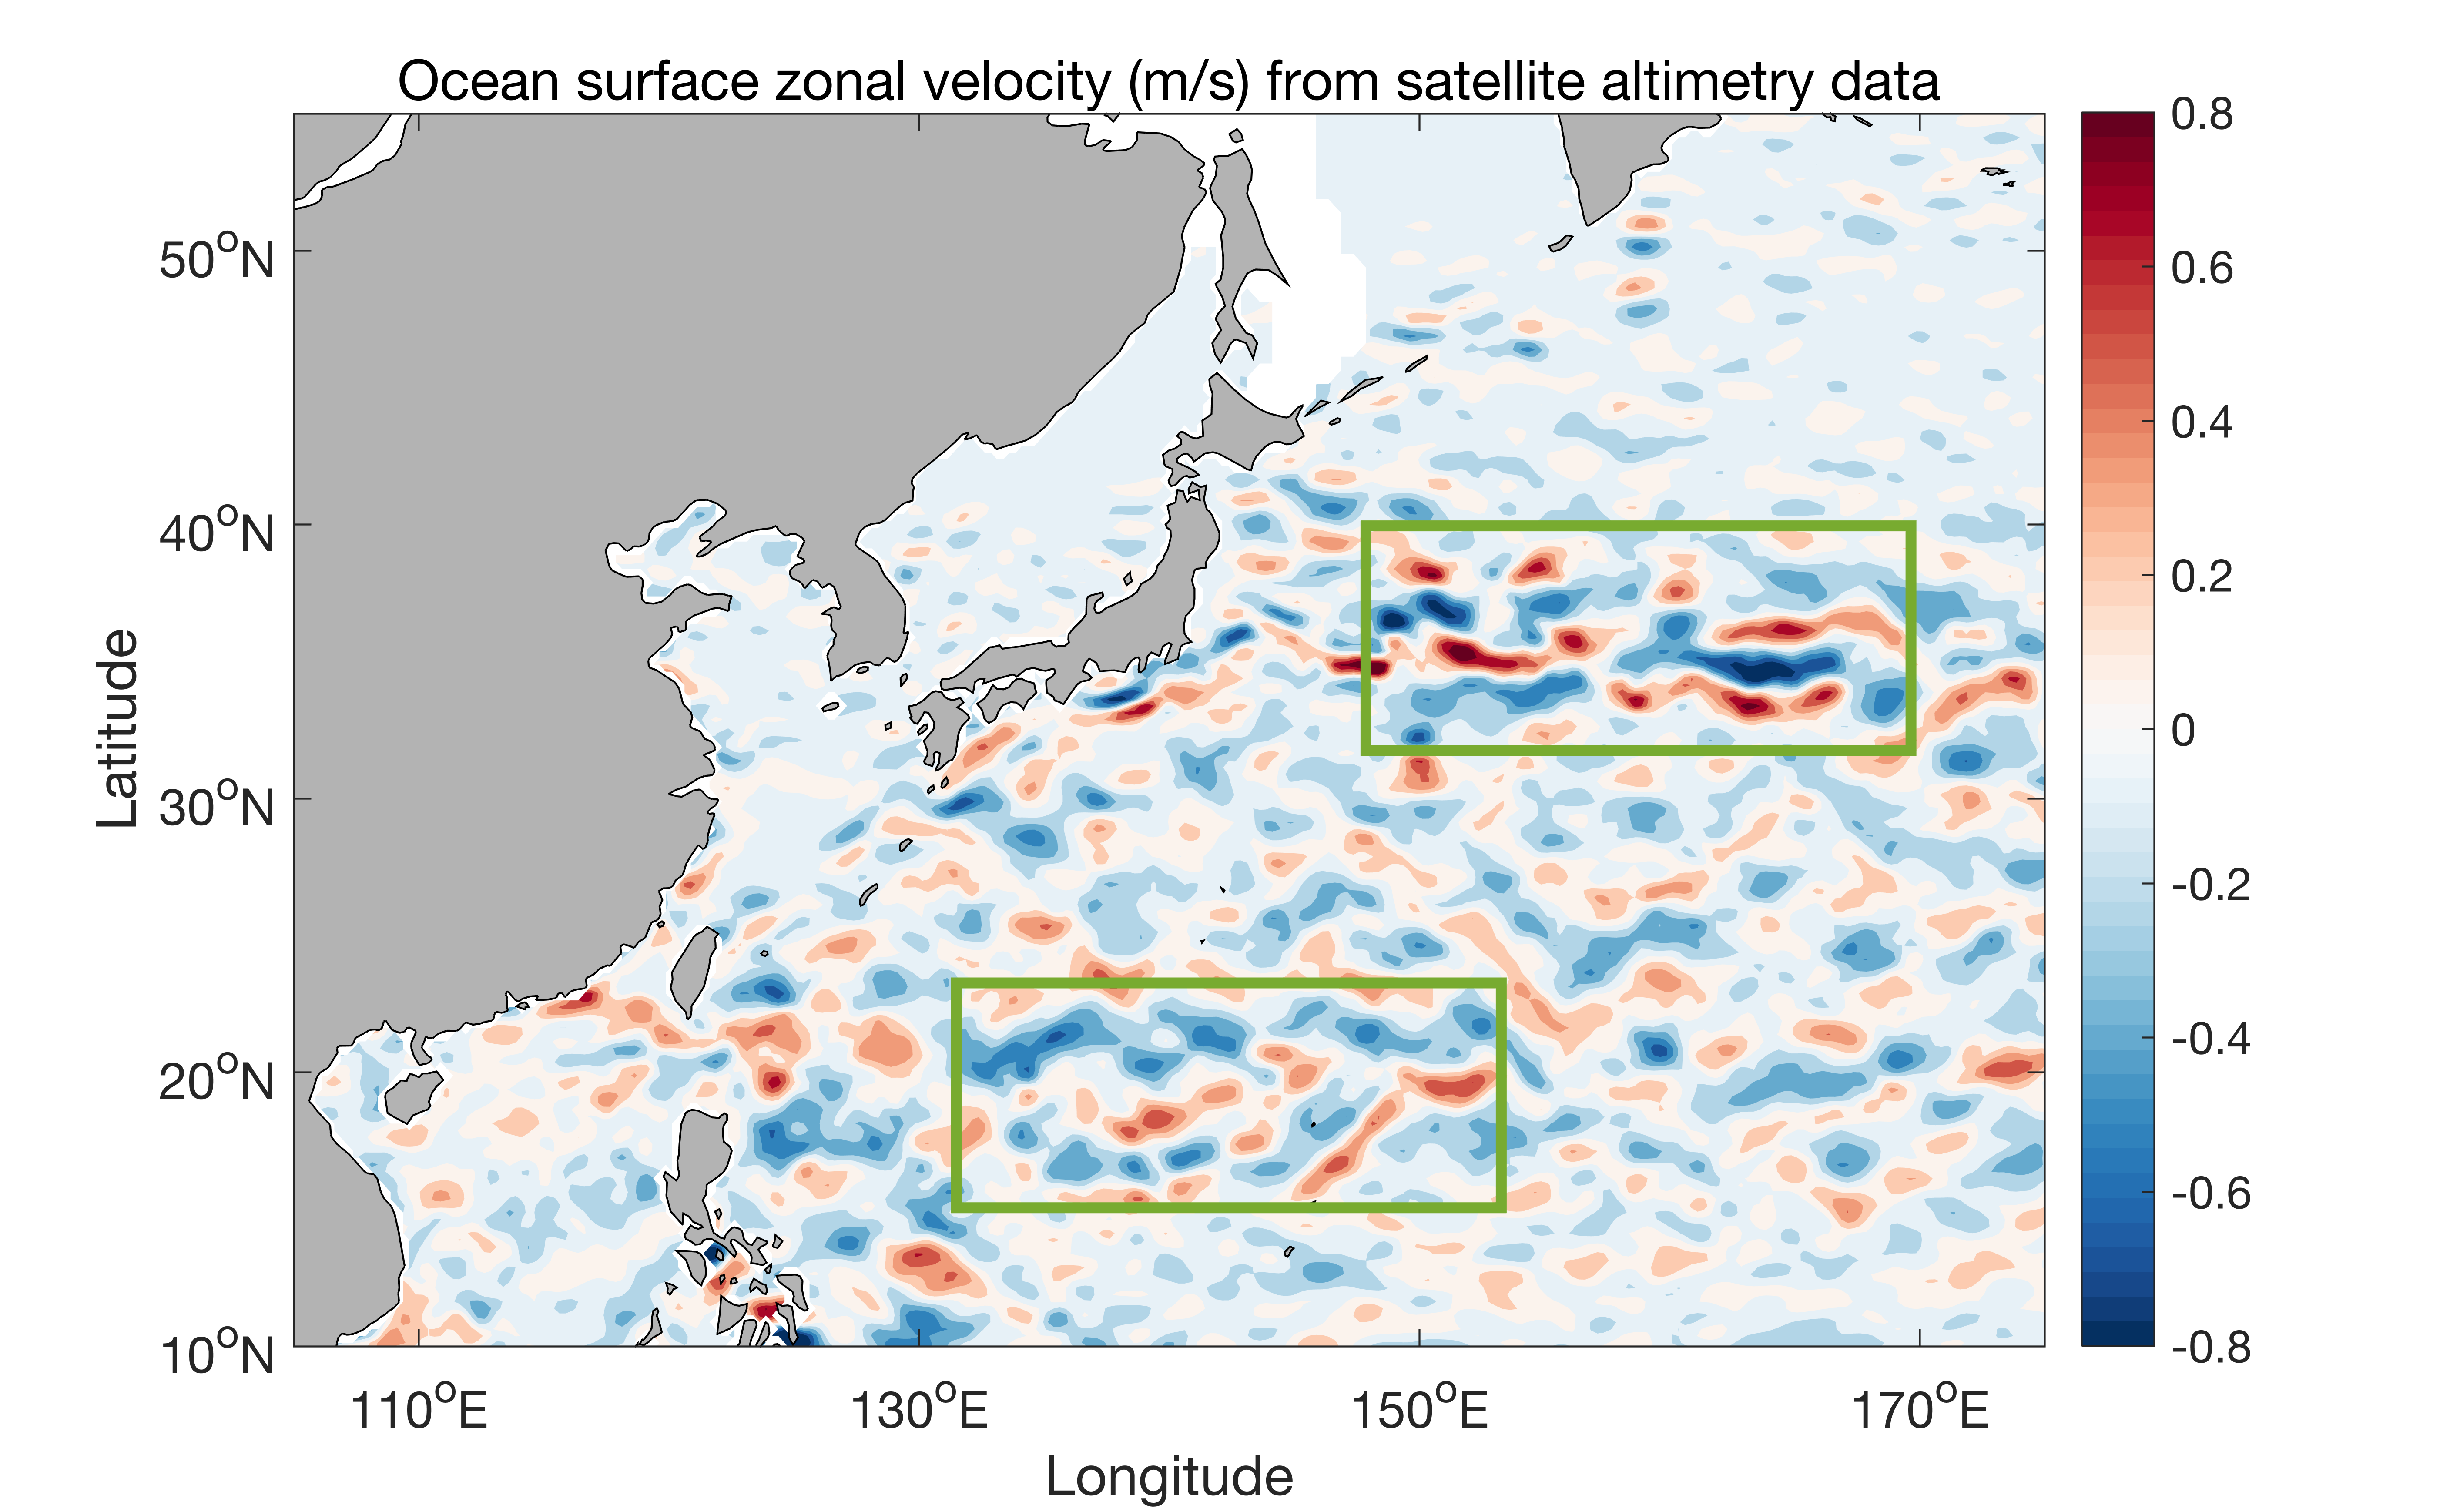 Ocean surface zonal velocity (m/s) from satellite altimetry data
0.8
0.6
0.4
0.2
0
-0.2
-0.4
-0.6
-0.8
Latitude
50°N
40°N
30°N
20°N
10°N
110°E 130°E 150°E 170°E
Longitude